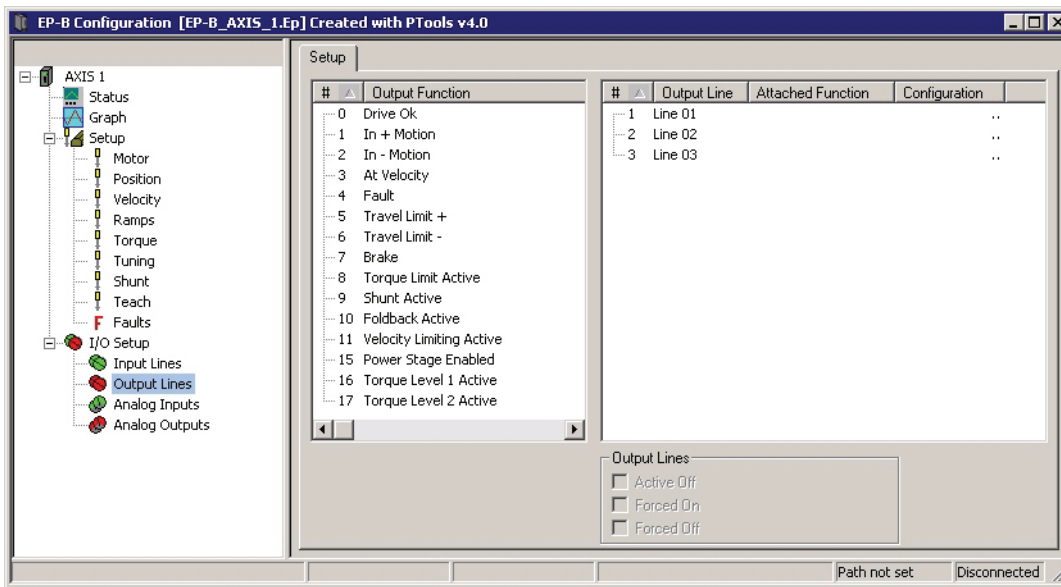 EP-B Configuration [EP-B_AXIS_1.Ep] Created with PTools v4.0
AXIS 1
Status
Graph
Setup
Motor
Position
Velocity
Ramps
Torque
Tuning
Shunt
Teach
F Faults
I/O Setup
Input Lines
Output Lines
Analog Inputs
Analog Outputs
Setup
# Output Function
0 Drive Ok
1 In + Motion
2 In - Motion
3 At Velocity
4 Fault
5 Travel Limit +
6 Travel Limit -
7 Brake
8 Torque Limit Active
9 Shunt Active
10 Foldback Active
11 Velocity Limiting Active
15 Power Stage Enabled
16 Torque Level 1 Active
17 Torque Level 2 Active
# Output Line Attached Function Configuration
1 Line 01 ..
2 Line 02 ..
3 Line 03 ..
Output Lines
Active Off
Forced On
Forced Off
Path not set Disconnected